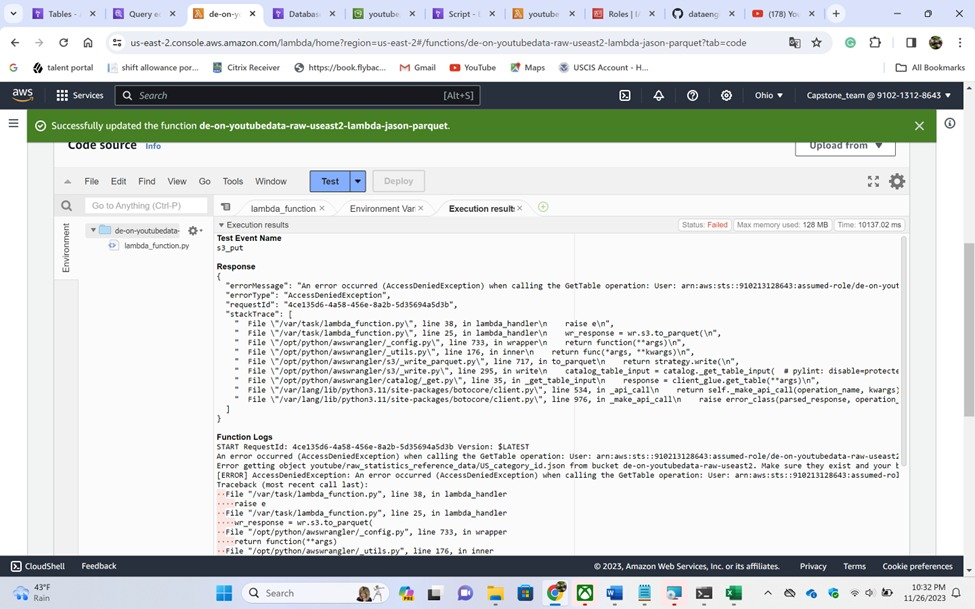 Tables -
Query e
de-on-y
Databas
youtube
Script -
youtube
Roles | I
dataeng
(178) Yo
us-east-2.console.aws.amazon.com/lambda/home?region=us-east-2#/functions/de-on-youtubedata-raw-useast2-lambda-jason-parquet?tab=code
talent portal
shift allowance por...
Citrix Receiver
https://book.flybac...
Gmail
YouTube
Maps
USCIS Account - H...
All Bookmarks
aws
Services
Search
[Alt+S]
Ohio
Capstone_team @ 9102-1312-8643
Successfully updated the function de-on-youtubedata-raw-useast2-lambda-jason-parquet.
Code source Info
Upload from
File Edit Find View Go Tools Window
Test
Deploy
Go to Anything (Ctrl-P)
lambda_function
Environment Var
Execution results
Environment
de-on-youtubedata-
lambda_function.py
Execution results
Status: Failed
Max memory used: 128 MB
Time: 10137.02 ms
Test Event Name
s3_put
Response
{
"errorMessage": "An error occurred (AccessDeniedException) when calling the GetTable operation: User: arn:aws:sts::910213128643:assumed-role/de-on-yout
"errorType": "AccessDeniedException",
"requestId": "4ce135d6-4a58-456e-8a2b-5d35694a5d3b",
"stackTrace": [
" File \"/var/task/lambda_function.py\", line 38, in lambda_handler\n raise e\n",
" File \"/var/task/lambda_function.py\", line 25, in lambda_handler\n wr_response = wr.s3.to_parquet(\n",
" File \"/opt/python/awswrangler/_config.py\", line 733, in wrapper\n return function(**args)\n",
" File \"/opt/python/awswrangler/_utils.py\", line 176, in inner\n return func(*args, **kwargs)\n",
" File \"/opt/python/awswrangler/s3/_write_parquet.py\", line 717, in to_parquet\n return strategy.write(\n",
" File \"/opt/python/awswrangler/s3/_write.py\", line 295, in write\n catalog_table_input = catalog._get_table_input( # pylint: disable=protecte
" File \"/opt/python/awswrangler/catalog/_get.py\", line 35, in _get_table_input\n response = client_glue.get_table(**args)\n",
" File \"/var/lang/lib/python3.11/site-packages/botocore/client.py\", line 534, in _api_call\n return self._make_api_call(operation_name, kwargs)
" File \"/var/lang/lib/python3.11/site-packages/botocore/client.py\", line 976, in _make_api_call\n raise error_class(parsed_response, operation_
]
}
Function Logs
START RequestId: 4ce135d6-4a58-456e-8a2b-5d35694a5d3b Version: $LATEST
An error occurred (AccessDeniedException) when calling the GetTable operation: User: arn:aws:sts::910213128643:assumed-role/de-on-youtubedata-raw-useast2
Error getting object youtube/raw_statistics_reference_data/US_category_id.json from bucket de-on-youtubedata-raw-useast2. Make sure they exist and your b
[ERROR] AccessDeniedException: An error occurred (AccessDeniedException) when calling the GetTable operation: User: arn:aws:sts::910213128643:assumed-rol
Traceback (most recent call last):
File "/var/task/lambda_function.py", line 38, in lambda_handler
raise e
File "/var/task/lambda_function.py", line 25, in lambda_handler
wr_response = wr.s3.to_parquet(
File "/opt/python/awswrangler/_config.py", line 733, in wrapper
return function(**args)
File "/opt/python/awswrangler/_utils.py", line 176, in inner
CloudShell
Feedback
© 2023, Amazon Web Services, Inc. or its affiliates.
Privacy
Terms
Cookie preferences
43°F
Rain
Search
10:32 PM
11/26/2023